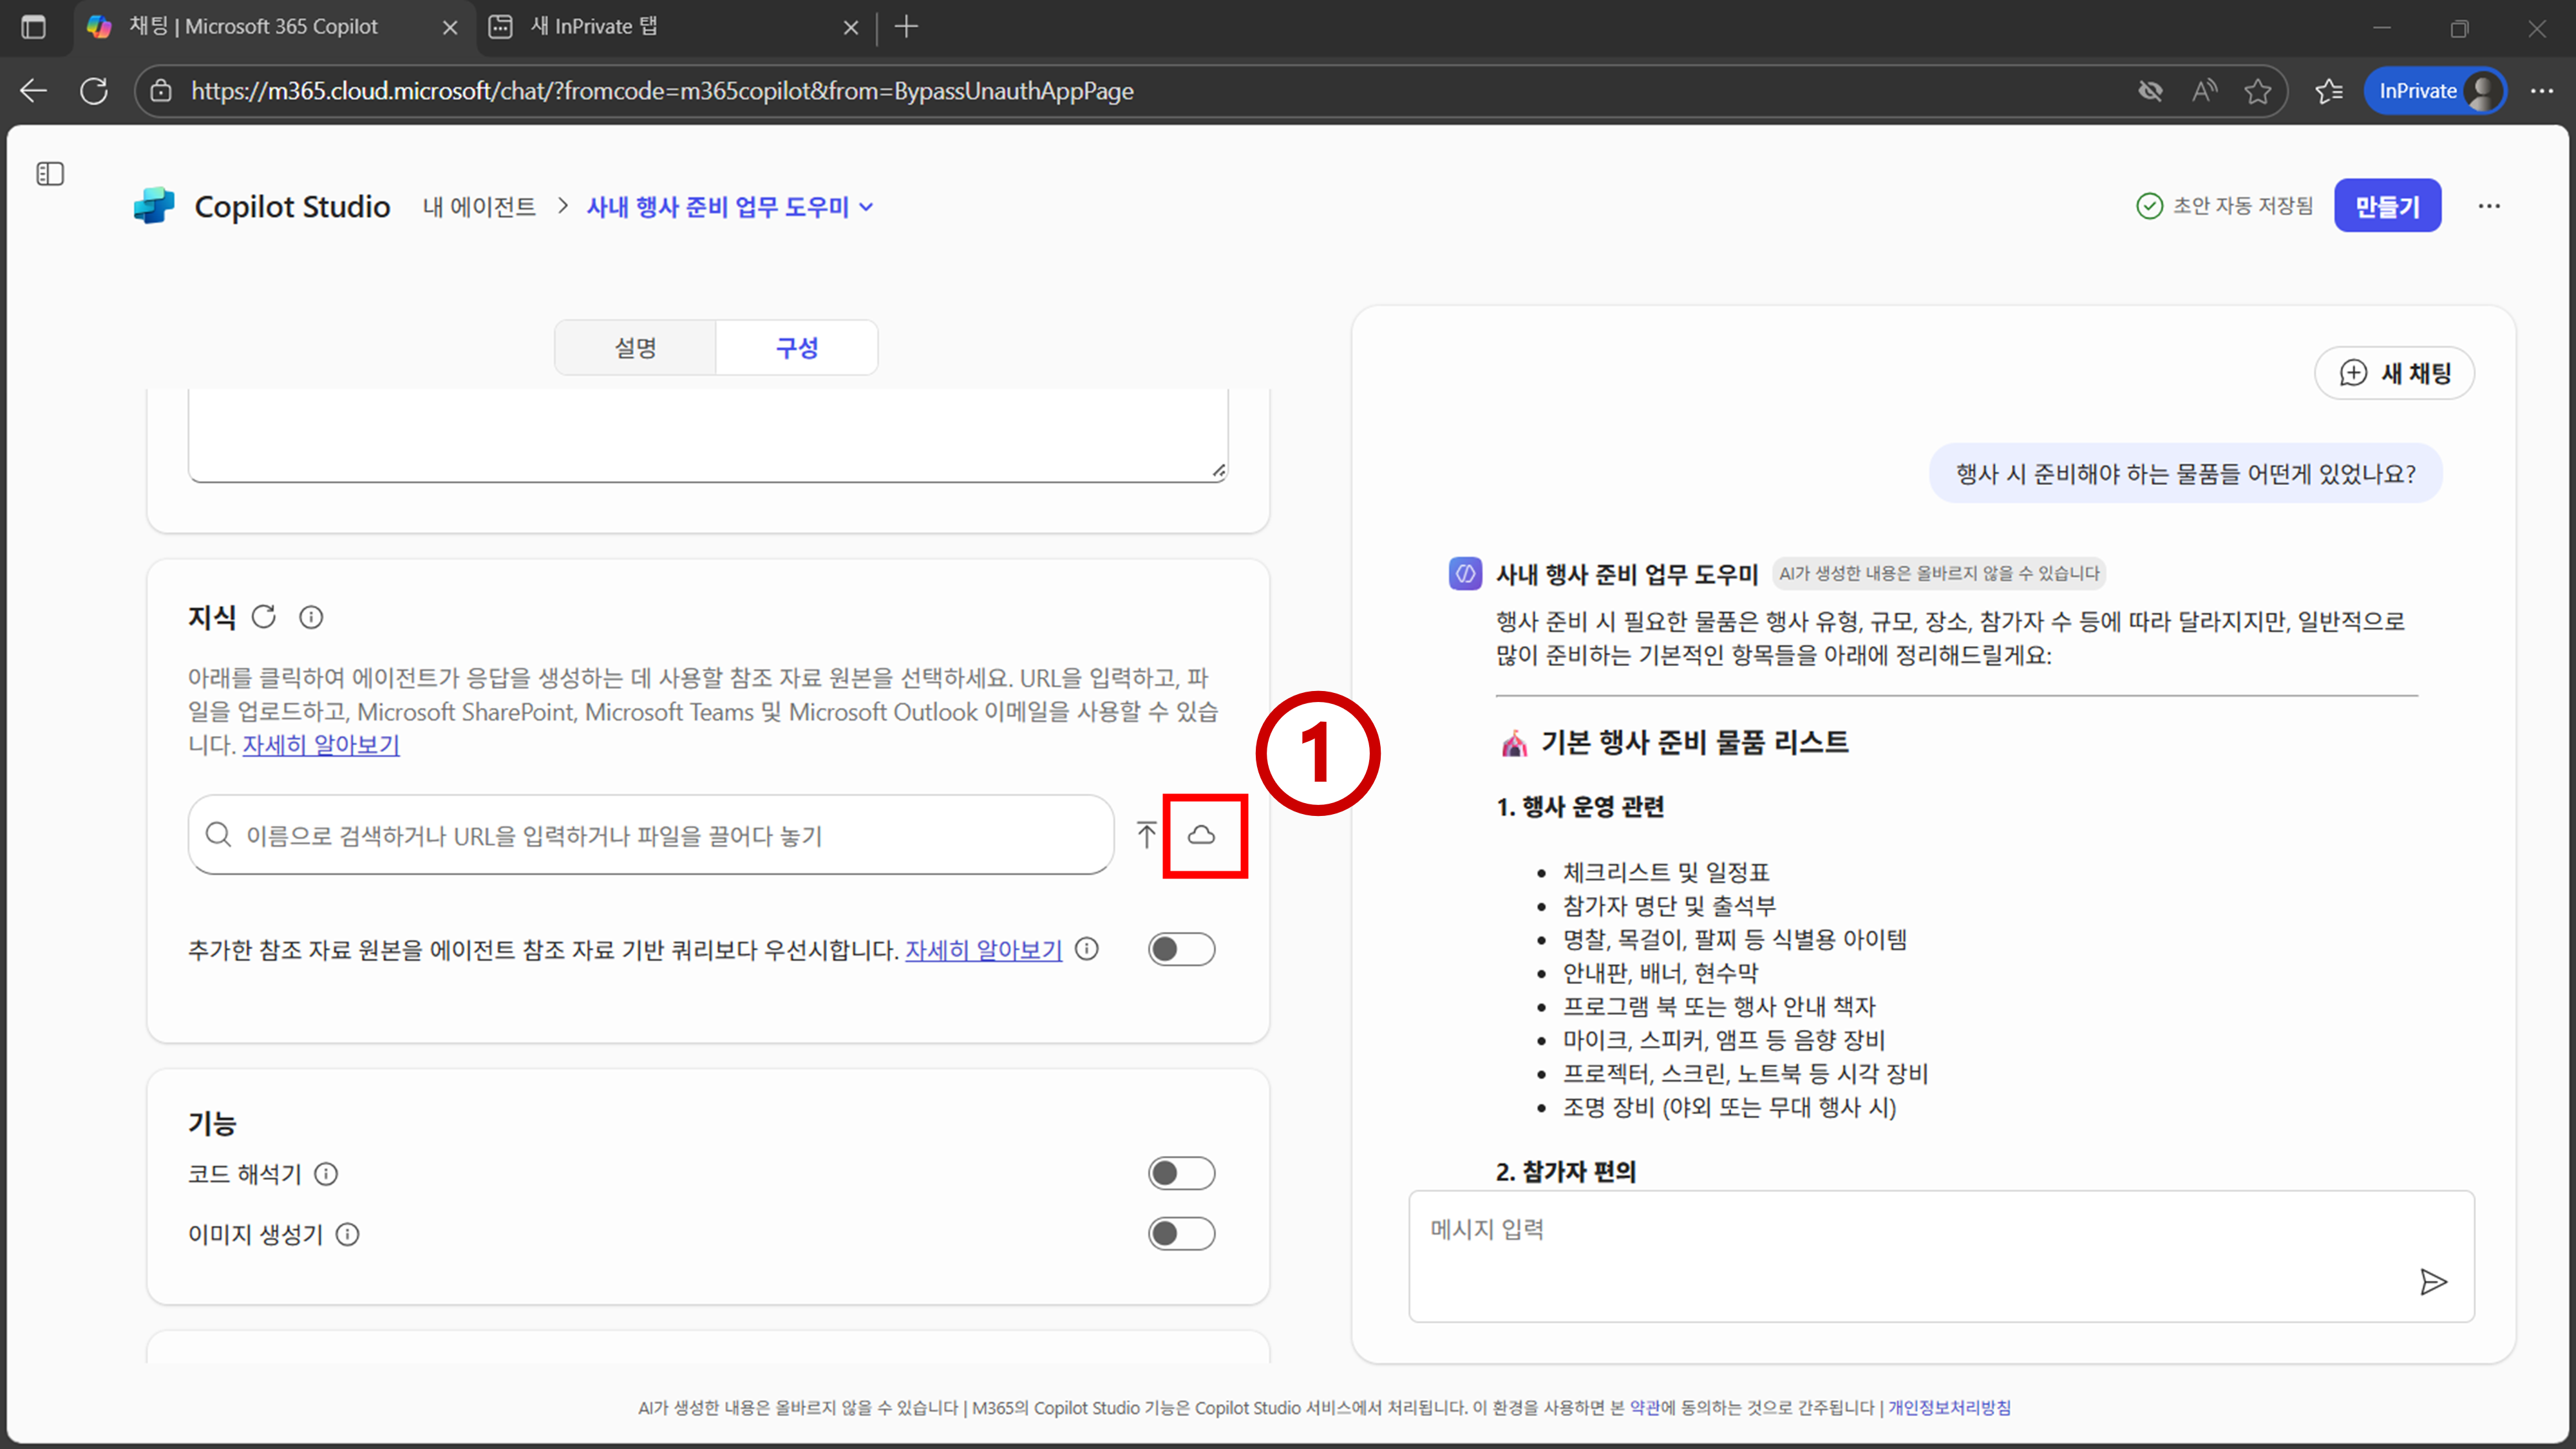 채팅 | Microsoft 365 Copilot
새 InPrivate 탭
https://m365.cloud.microsoft/chat/?fromcode=m365copilot&from=BypassUnauthAppPage
InPrivate
Copilot Studio
내 에이전트 > 사내 행사 준비 업무 도우미
초안 자동 저장됨
만들기
설명
구성
지식
아래를 클릭하여 에이전트가 응답을 생성하는 데 사용할 참조 자료 원본을 선택하세요. URL을 입력하고, 파
일을 업로드하고, Microsoft SharePoint, Microsoft Teams 및 Microsoft Outlook 이메일을 사용할 수 있습
니다. 자세히 알아보기
1
이름으로 검색하거나 URL을 입력하거나 파일을 끌어다 놓기
추가한 참조 자료 원본을 에이전트 참조 자료 기반 쿼리보다 우선시합니다. 자세히 알아보기
기능
코드 해석기
이미지 생성기
새 채팅
행사 시 준비해야 하는 물품들 어떤게 있었나요?
사내 행사 준비 업무 도우미
AI가 생성한 내용은 올바르지 않을 수 있습니다
행사 준비 시 필요한 물품은 행사 유형, 규모, 장소, 참가자 수 등에 따라 달라지지만, 일반적으로
많이 준비하는 기본적인 항목들을 아래에 정리해드릴게요:
🎪 기본 행사 준비 물품 리스트
1. 행사 운영 관련
• 체크리스트 및 일정표
• 참가자 명단 및 출석부
• 명찰, 목걸이, 팔찌 등 식별용 아이템
• 안내판, 배너, 현수막
• 프로그램 북 또는 행사 안내 책자
• 마이크, 스피커, 앰프 등 음향 장비
• 프로젝터, 스크린, 노트북 등 시각 장비
• 조명 장비 (야외 또는 무대 행사 시)
2. 참가자 편의
메시지 입력
AI가 생성한 내용은 올바르지 않을 수 있습니다 | M365의 Copilot Studio 기능은 Copilot Studio 서비스에서 처리됩니다. 이 환경을 사용하면 본 약관에 동의하는 것으로 간주됩니다 | 개인정보처리방침